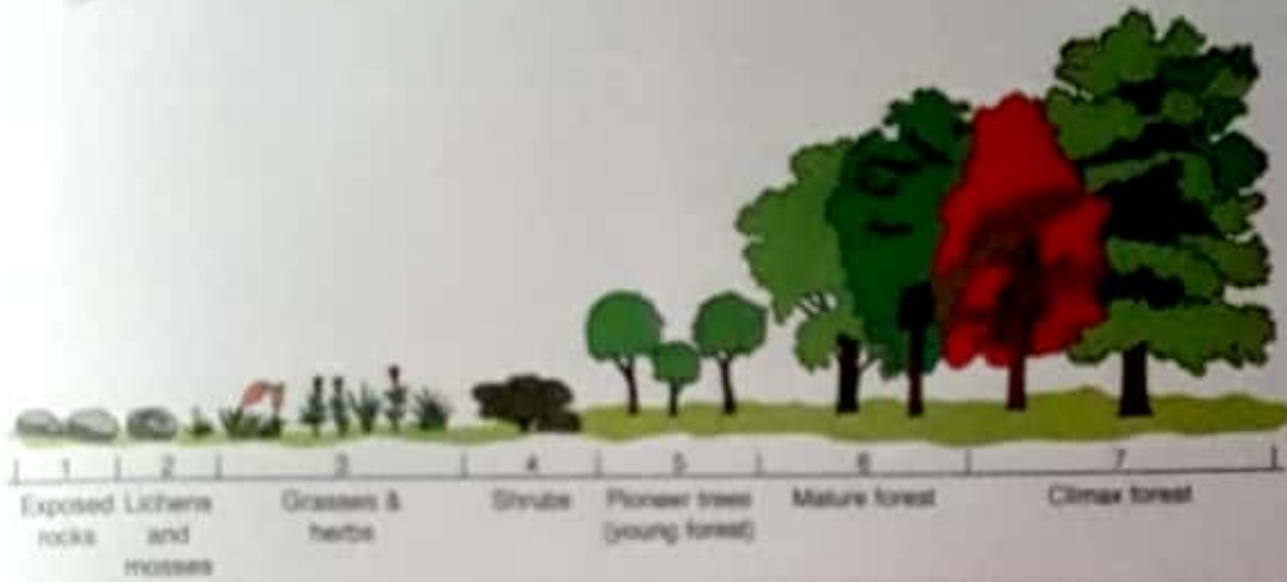 1 2 3 4 5 6 7
Exposed Lichens Grasses & Shrubs Pioneer trees Mature forest Climax forest
rocks and herbs (young forest)
mosses